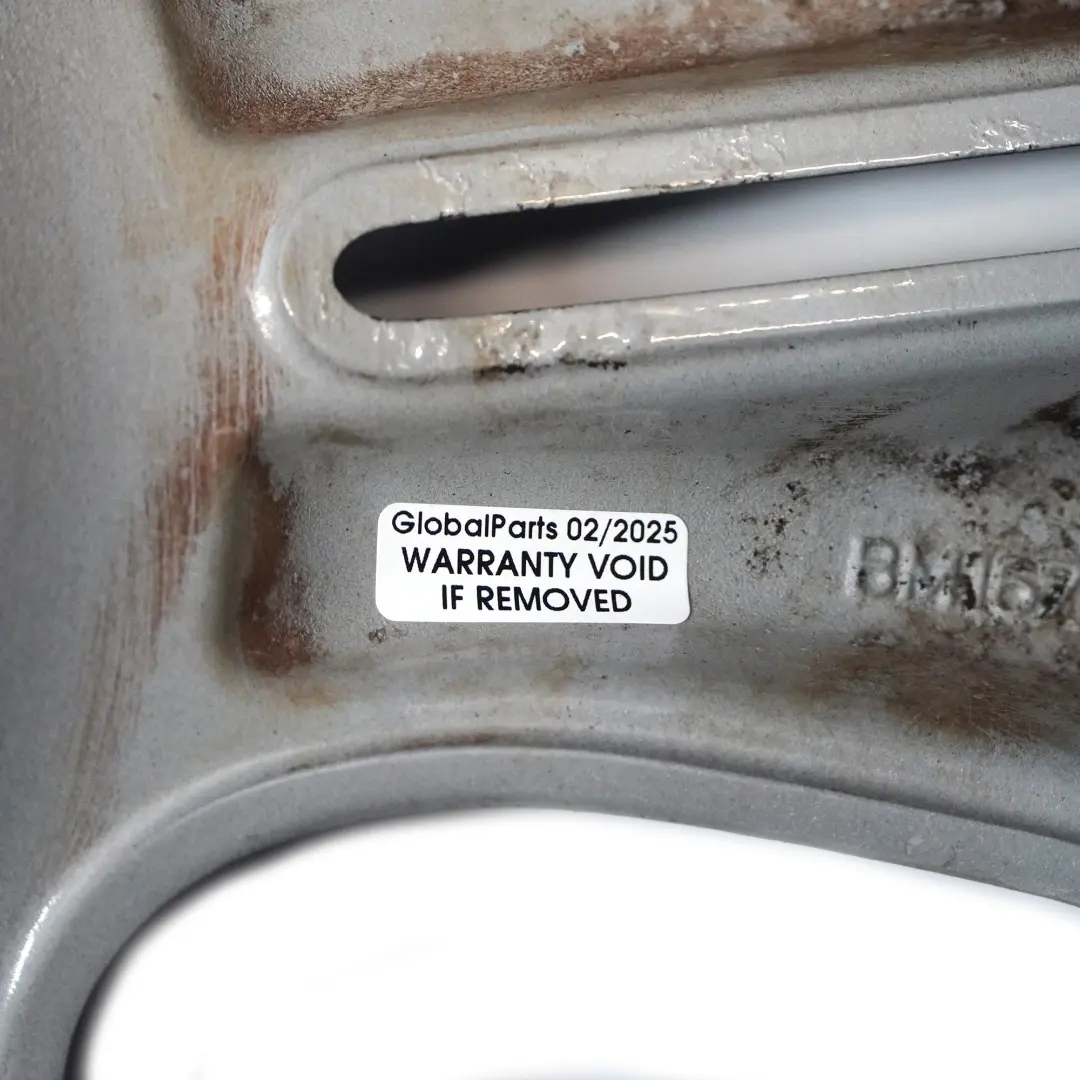 GlobalParts 02/2025
WARRANTY VOID
IF REMOVED